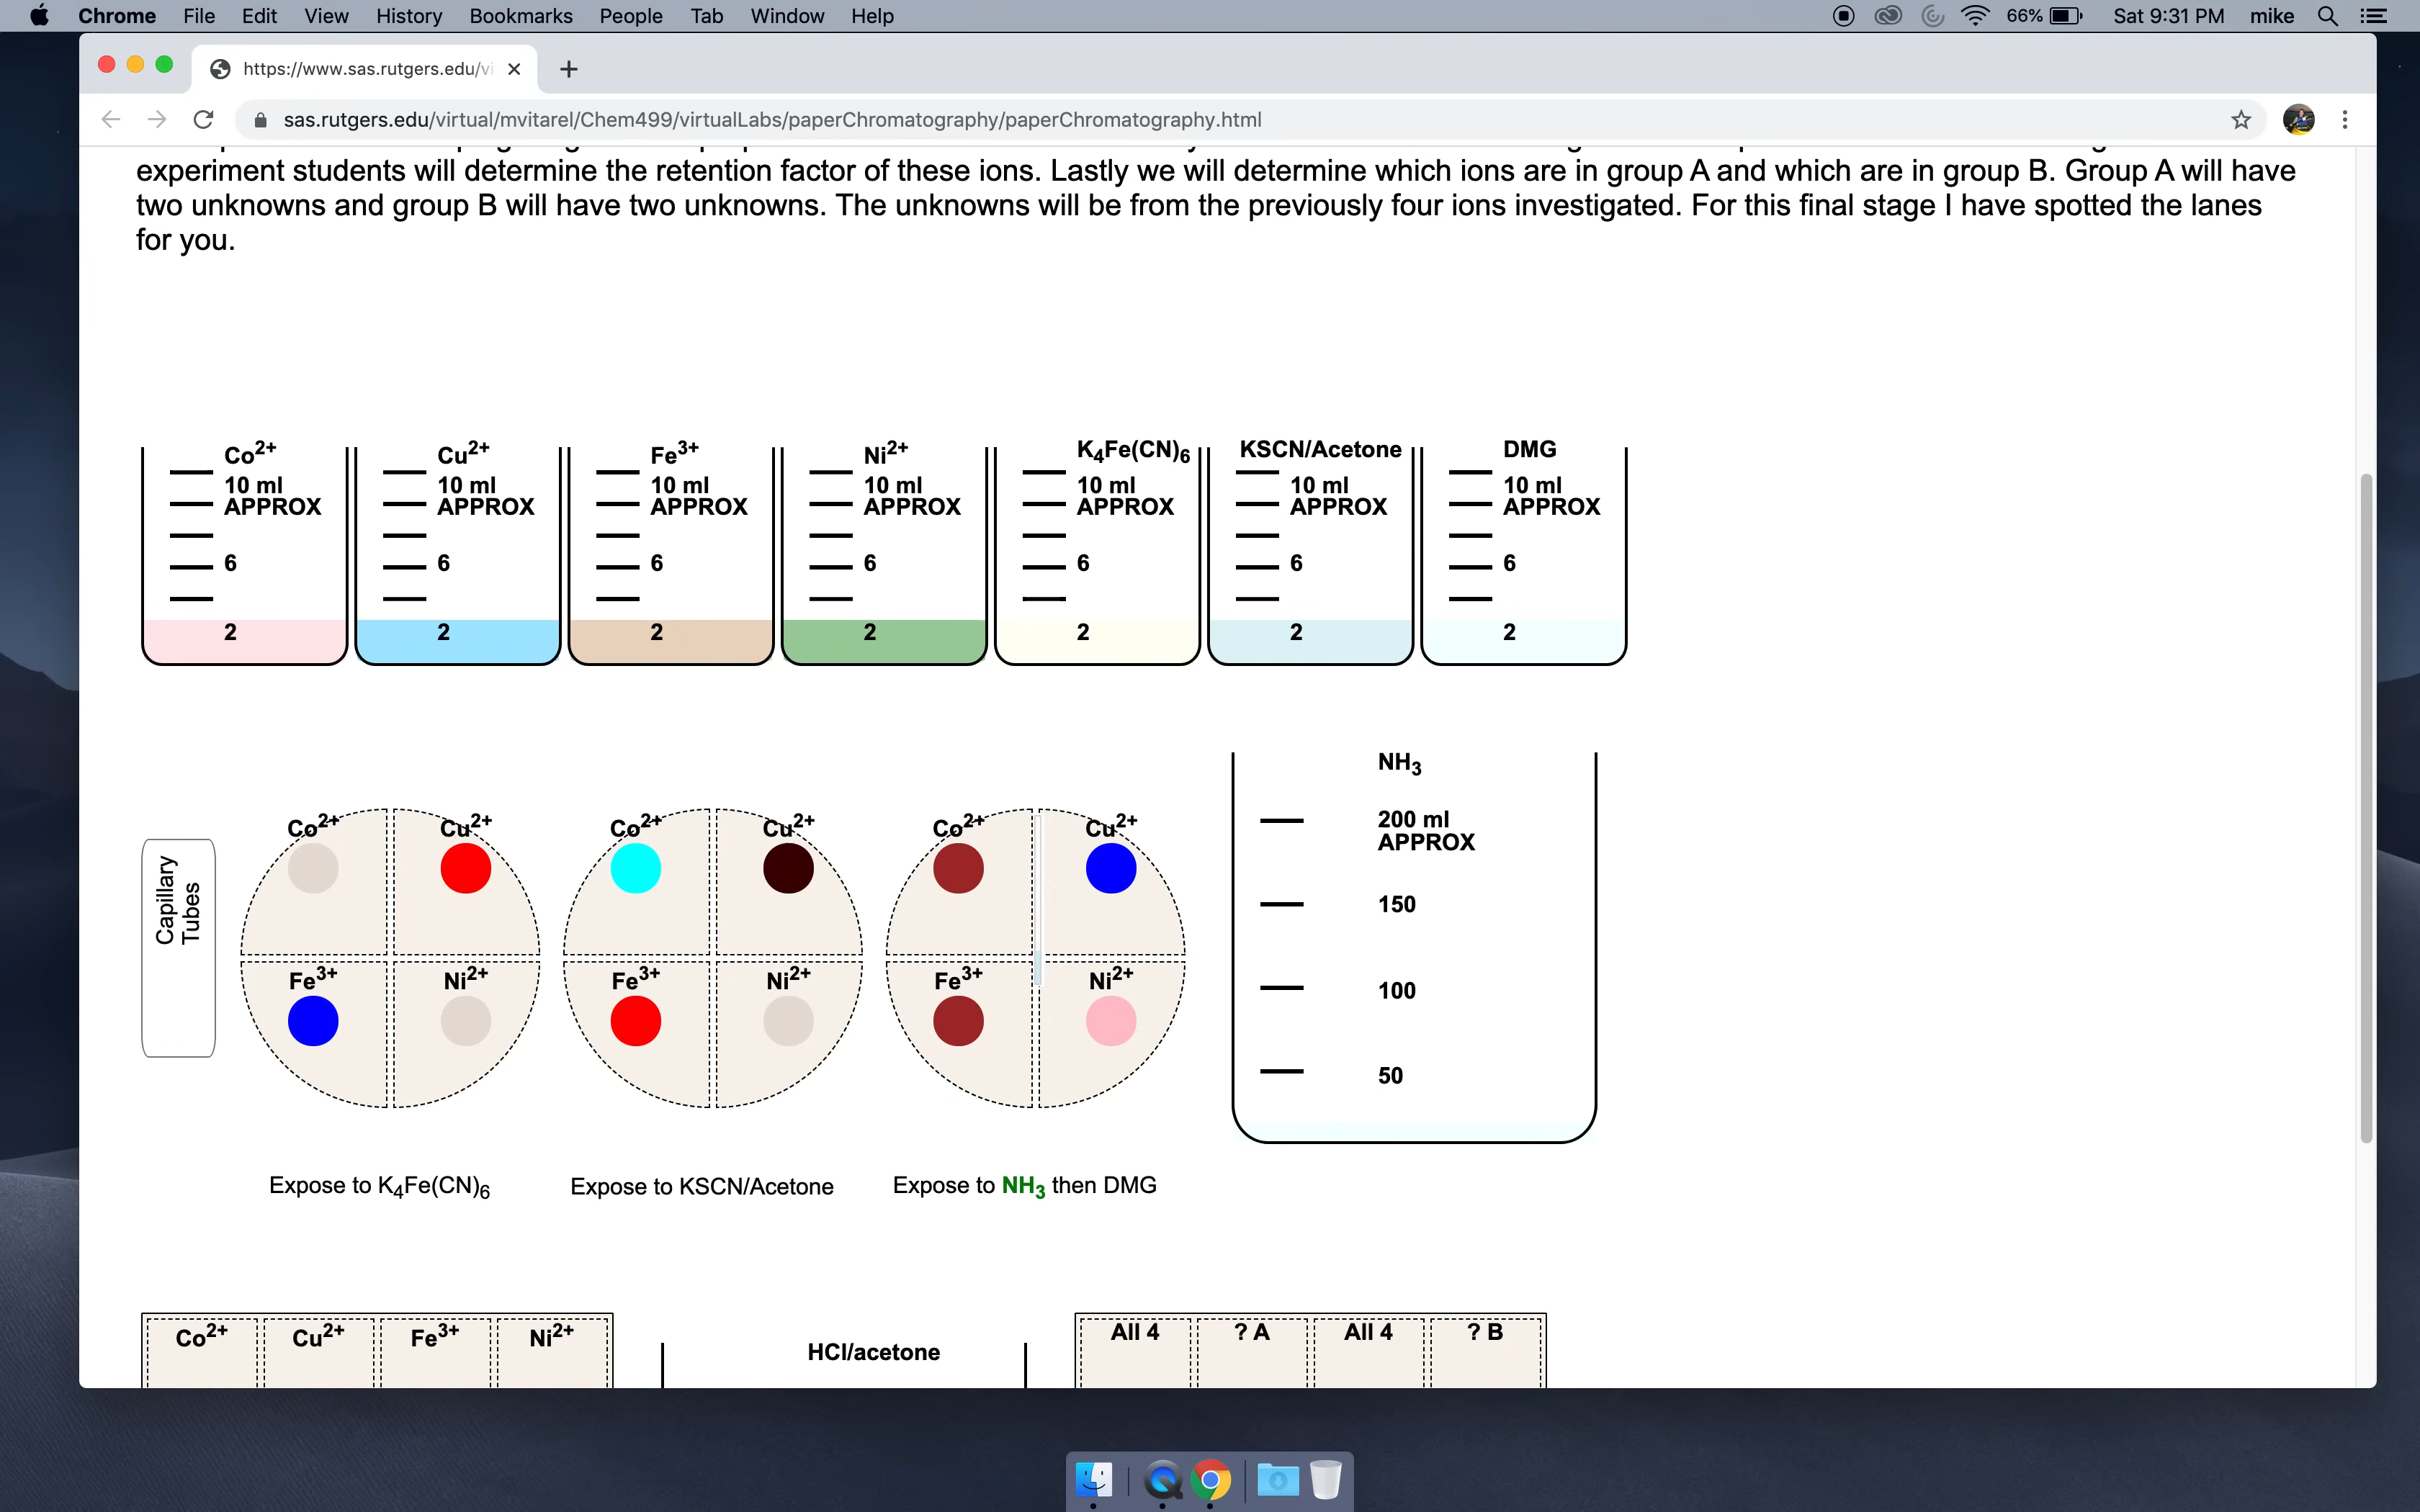 Chrome File Edit View History Bookmarks People Tab Window Help 66% Sat 9:31 PM mike
https://www.sas.rutgers.edu/vi
sas.rutgers.edu/virtual/mvitarel/Chem499/virtualLabs/paperChromatography/paperChromatography.html
experiment students will determine the retention factor of these ions. Lastly we will determine which ions are in group A and which are in group B. Group A will have
two unknowns and group B will have two unknowns. The unknowns will be from the previously four ions investigated. For this final stage I have spotted the lanes
for you.
Co2+ Cu2+ Fe3+ Ni2+ K4Fe(CN)6 KSCN/Acetone DMG
10 ml 10 ml 10 ml 10 ml 10 ml 10 ml 10 ml
APPROX APPROX APPROX APPROX APPROX APPROX APPROX
6 6 6 6 6 6 6
2 2 2 2 2 2 2
NH3
200 ml
APPROX
150
100
50
Capillary
Tubes
Co2+ Cu2+ Co2+ Cu2+ Co2+ Cu2+
Fe3+ Ni2+ Fe3+ Ni2+ Fe3+ Ni2+
Expose to K4Fe(CN)6 Expose to KSCN/Acetone Expose to NH3 then DMG
Co2+ Cu2+ Fe3+ Ni2+
HCl/acetone
All 4 ? A All 4 ? B